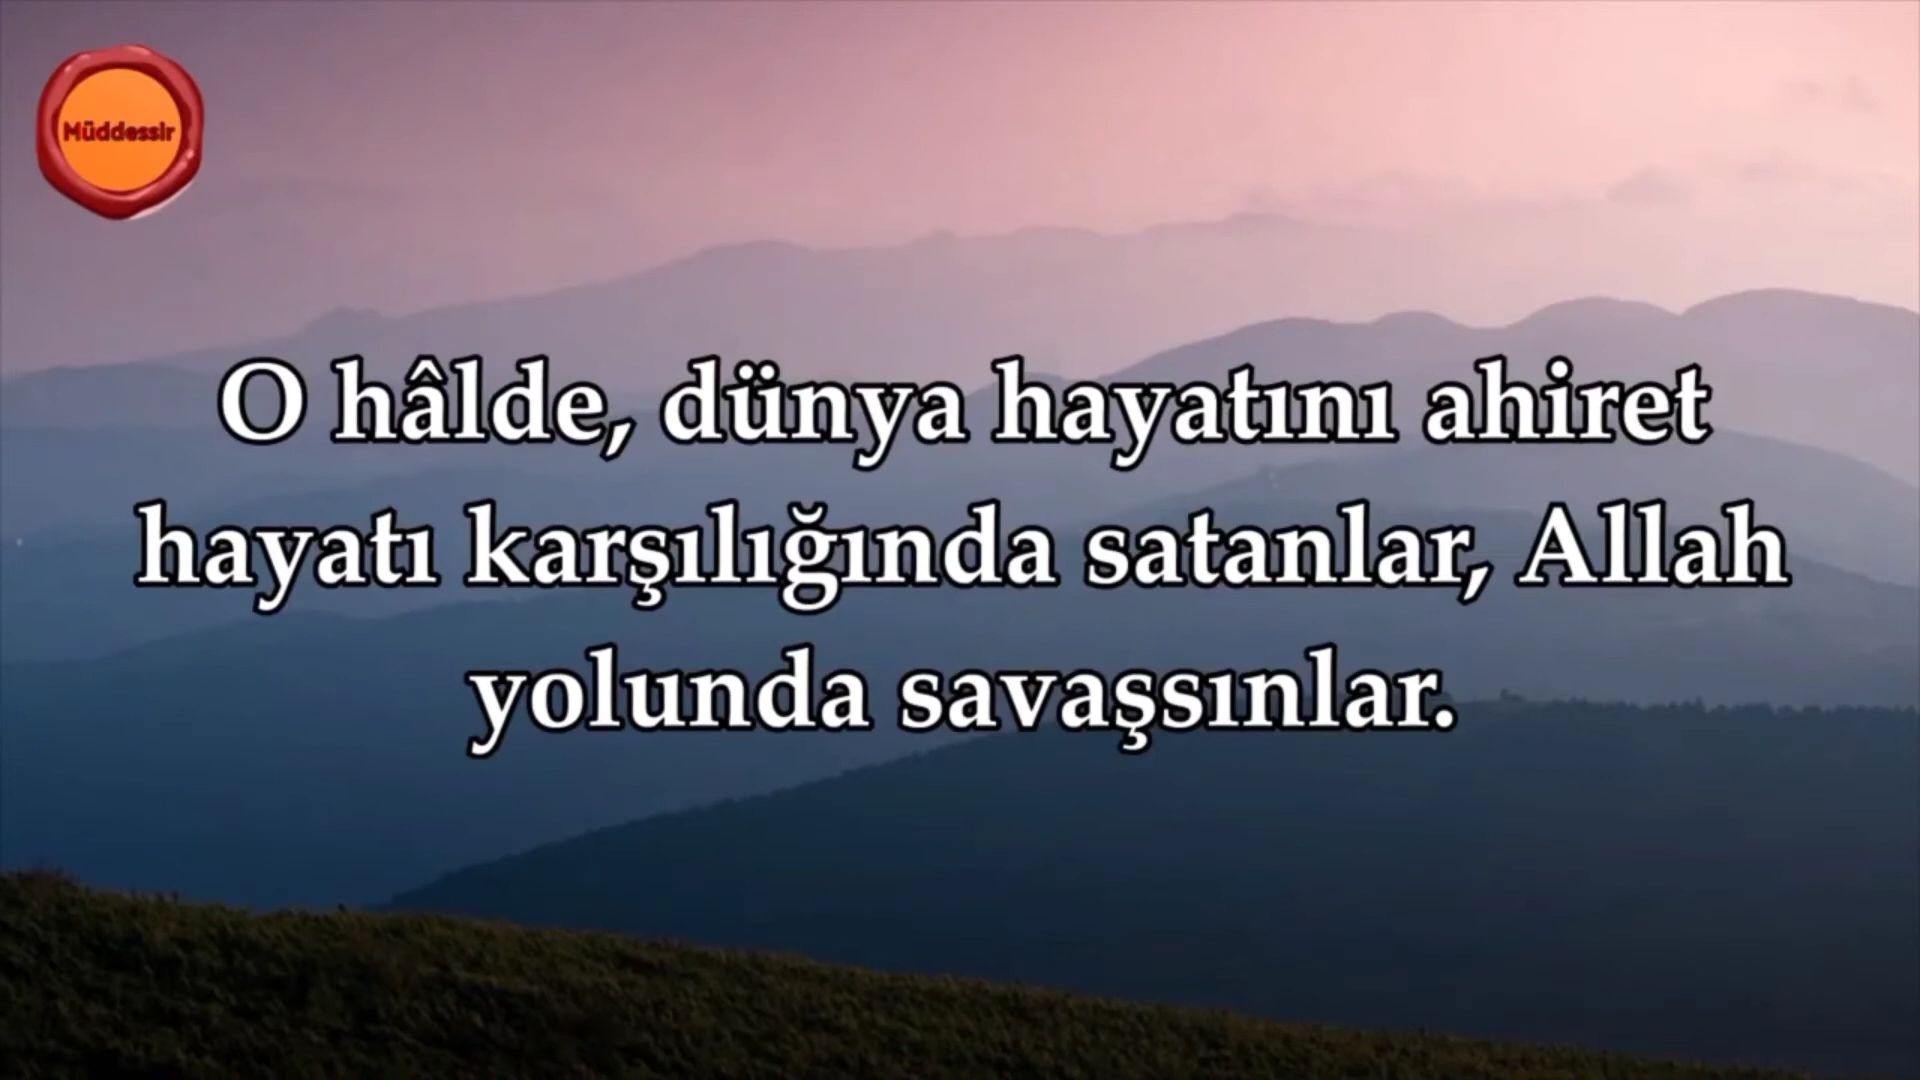 Müddessir
O hâlde, dünya hayatını ahiret
hayatı karşılığında satanlar, Allah
yolunda savaşsınlar.